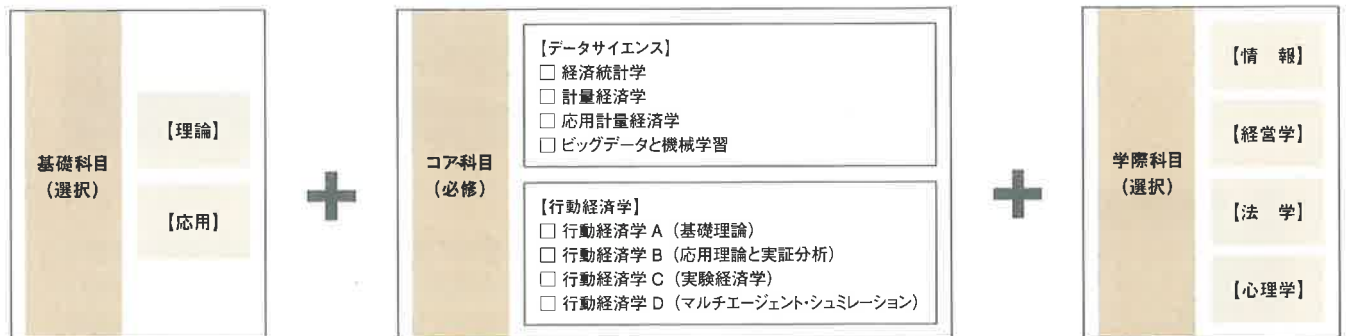 基礎科目
(選択)
【理論】
【応用】
+
コア科目
(必修)
【データサイエンス】
□ 経済統計学
□ 計量経済学
□ 応用計量経済学
□ ビッグデータと機械学習
【行動経済学】
□ 行動経済学 A (基礎理論)
□ 行動経済学 B (応用理論と実証分析)
□ 行動経済学 C (実験経済学)
□ 行動経済学 D (マルチエージェント・シュミレーション)
+
学際科目
(選択)
【情 報】
【経営学】
【法 学】
【心理学】